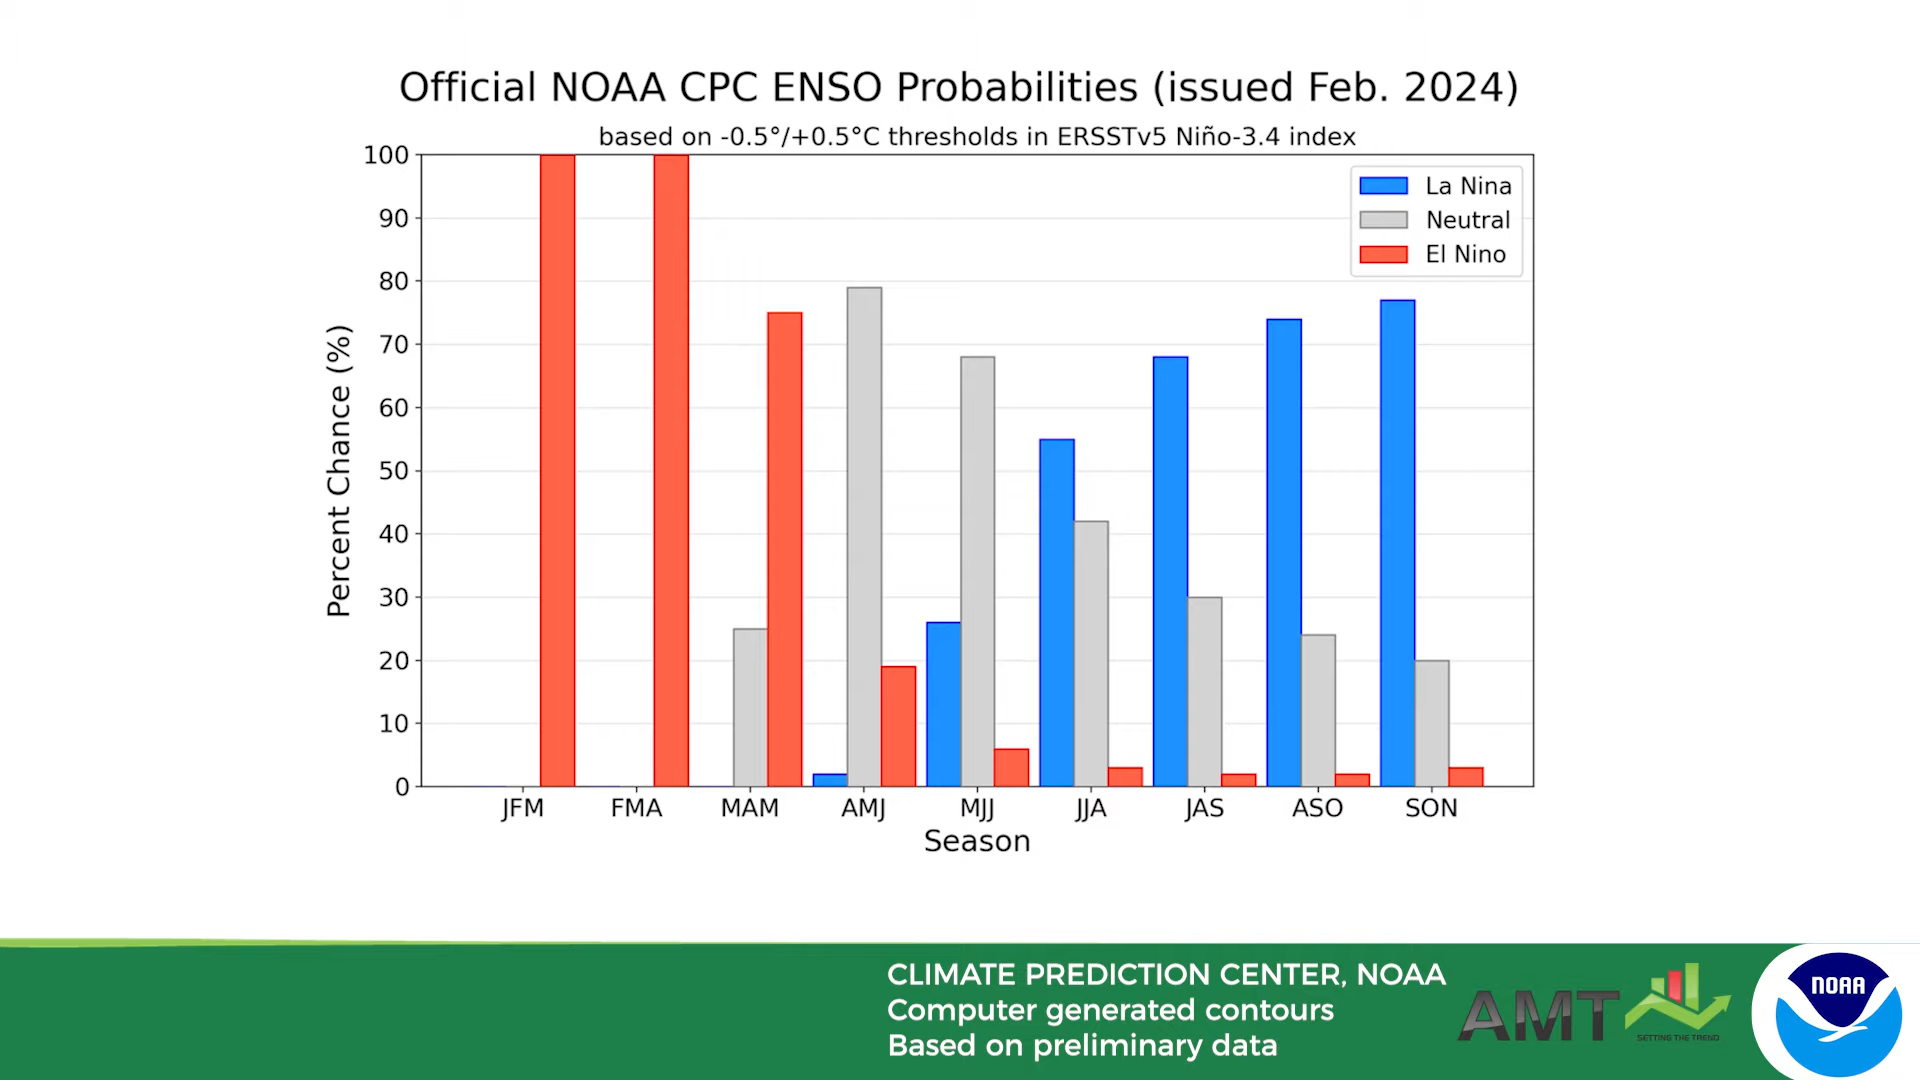 Official NOAA CPC ENSO Probabilities (issued Feb. 2024)
based on -0.5°/+0.5°C thresholds in ERSSTv5 Niño-3.4 index
La Nina
Neutral
El Nino
Percent Chance (%)
100
90
80
70
60
50
40
30
20
10
0
JFM FMA MAM AMJ MJJ JJA JAS ASO SON
Season
CLIMATE PREDICTION CENTER, NOAA
Computer generated contours
Based on preliminary data
AMT
SETTING THE TREND
NOAA